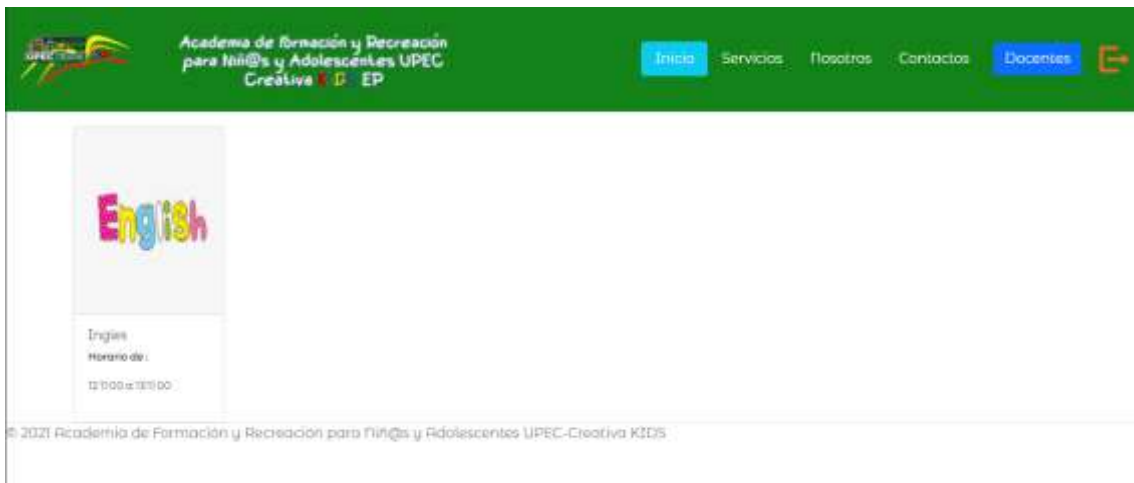 Academia de formación y Recreación
para Niñ@s y Adolescentes UPEC
Creativa K D EP
Inicio
Servicios
Nosotros
Contactos
Docentes
English
Ingles
Horario de :
© 2021 Academia de Formación y Recreación para Niñ@s y Adolescentes UPEC-Creativa KIDS